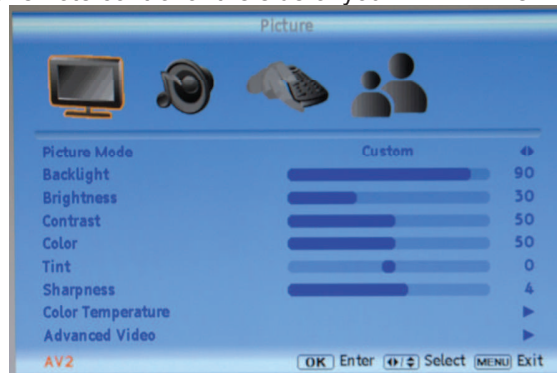 Picture
Picture Mode Custom
Backlight 90
Brightness 30
Contrast 50
Color 50
Tint 0
Sharpness 4
Color Temperature
Advanced Video
AV2 OK Enter Select MENU Exit